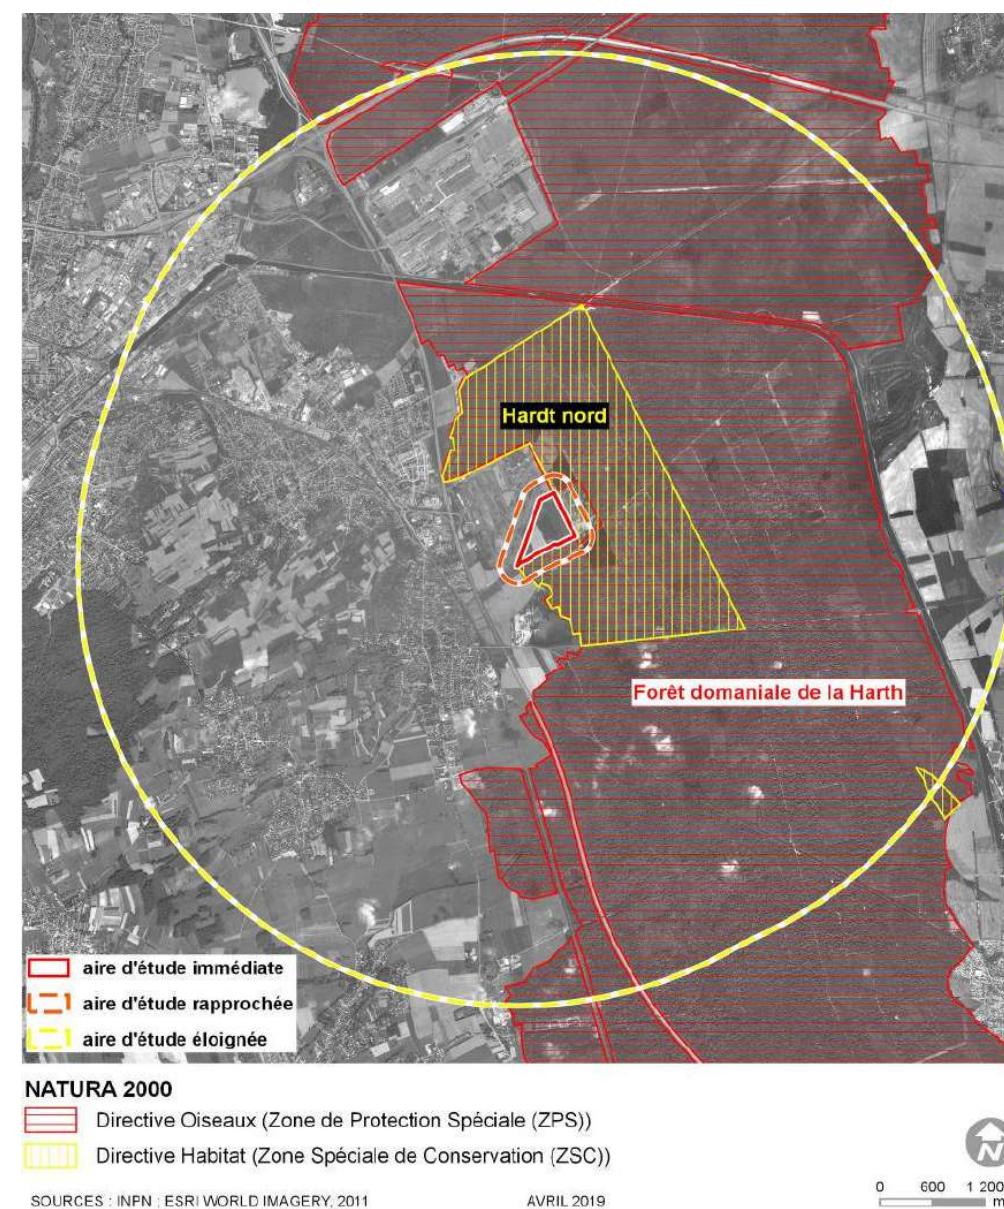 Hardt nord
Forêt domaniale de la Harth
aire d'étude immédiate
aire d'étude rapprochée
aire d'étude éloignée
NATURA 2000
Directive Oiseaux (Zone de Protection Spéciale (ZPS))
Directive Habitat (Zone Spéciale de Conservation (ZSC))
N
SOURCES : INPN ; ESRI WORLD IMAGERY, 2011 AVRIL 2019
0 600 1 200
m